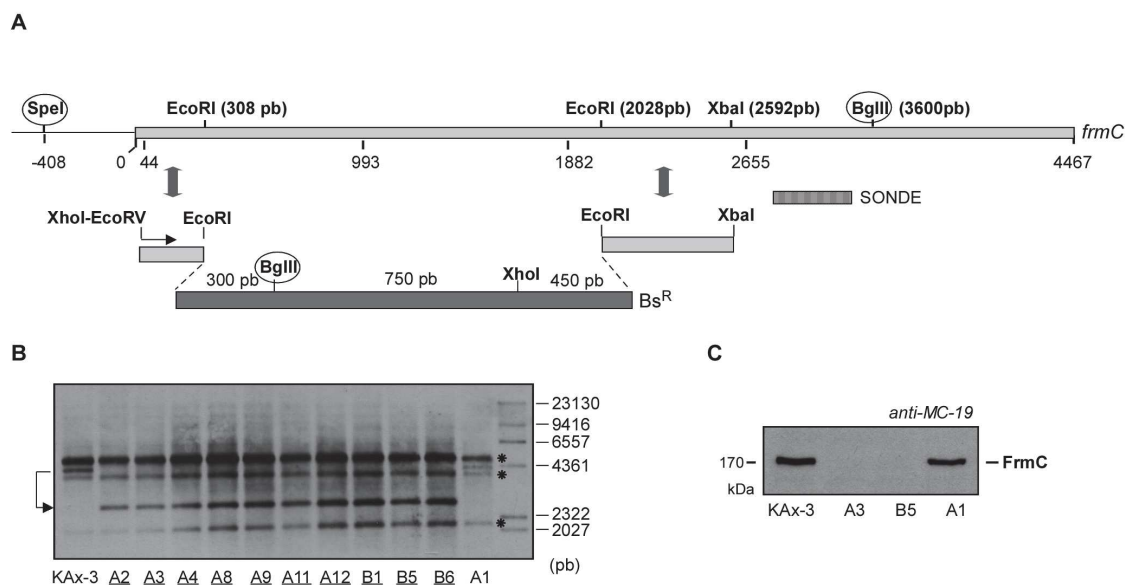 A
SpeI
EcoRI (308 pb)
EcoRI (2028pb)
XbaI (2592pb)
BglII
(3600pb)
frmC
-408
0
44
993
1882
2655
4467
SONDE
XhoI-EcoRV
EcoRI
EcoRI
XbaI
300 pb
BglII
750 pb
XhoI
450 pb
BsR
B
23130
9416
6557
*
4361
*
2322
*
2027
(pb)
KAx-3 A2 A3 A4 A8 A9 A11 A12 B1 B5 B6 A1
C
anti-MC-19
170
FrmC
kDa
KAx-3 A3 B5 A1